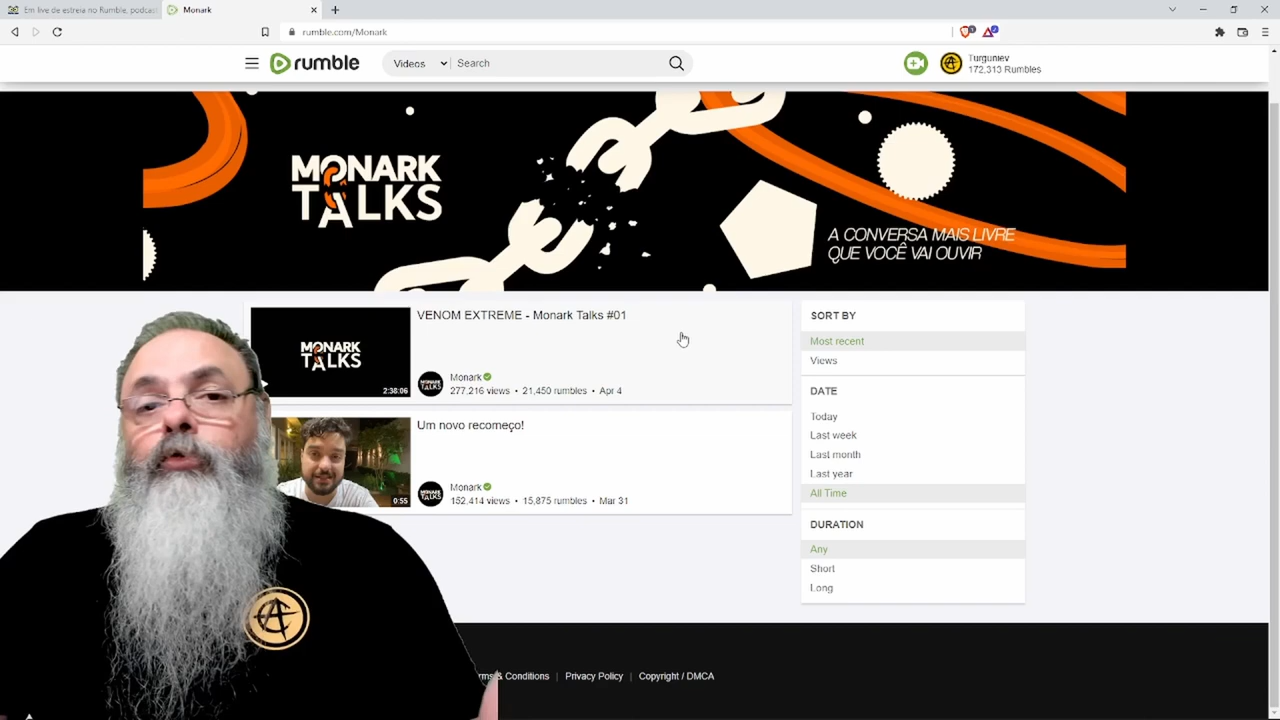 Em live de estreia no Rumble, podcas
Monark
rumble.com/Monark
rumble
Videos
Search
Turguniev
172,313 Rumbles
MONARK
TALKS
A CONVERSA MAIS LIVRE
QUE VOCÊ VAI OUVIR
MONARK
TALKS
2:38:06
VENOM EXTREME - Monark Talks #01
Monark
277,216 views • 21,450 rumbles • Apr 4
0:55
Um novo recomeço!
Monark
152,414 views • 15,875 rumbles • Mar 31
SORT BY
Most recent
Views
DATE
Today
Last week
Last month
Last year
All Time
DURATION
Any
Short
Long
rms & Conditions | Privacy Policy | Copyright / DMCA